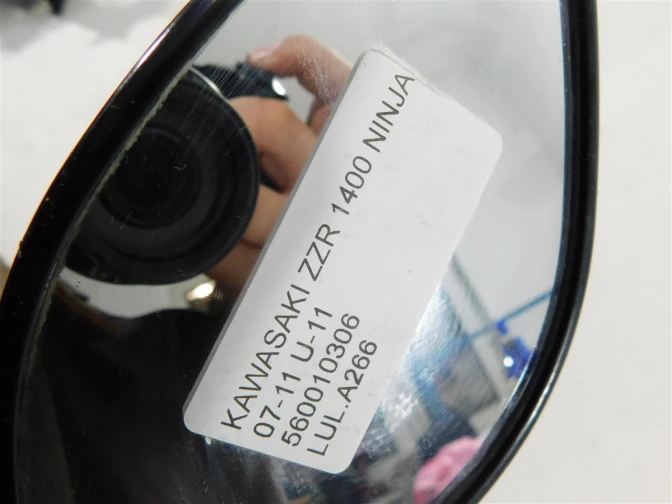 KAWASAKI ZZR 1400 NINJA
07-11 U-11
560010306
LUL.A266